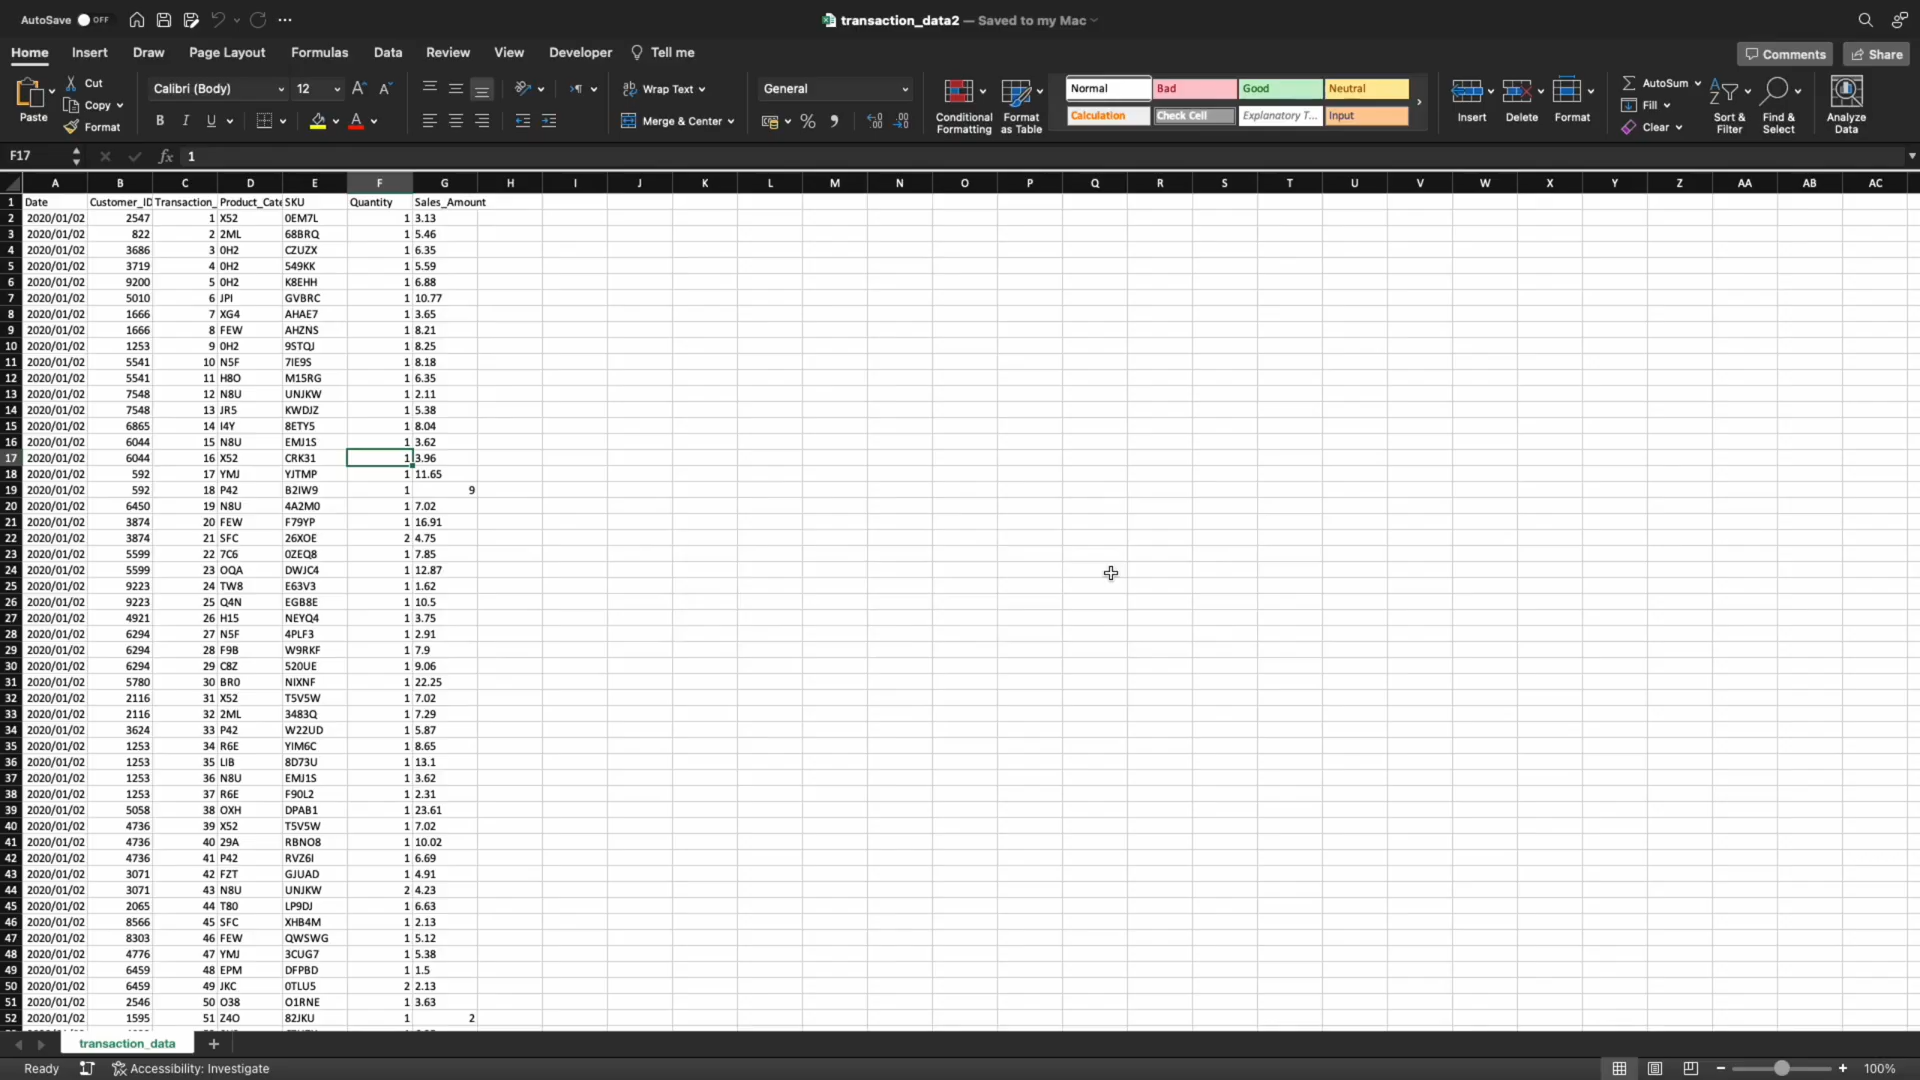 AutoSave OFF transaction_data2 — Saved to my Mac
Home Insert Draw Page Layout Formulas Data Review View Developer Tell me Comments Share
Paste Cut Copy Format Calibri (Body) 12 B I U Wrap Text Merge & Center General Conditional Formatting Format as Table Normal Bad Good Neutral Calculation Check Cell Explanatory T... Input Insert Delete Format AutoSum Fill Clear Sort & Filter Find & Select Analyze Data
F17 fx 1
A B C D E F G H I J K L M N O P Q R S T U V W X Y Z AA AB AC
1 Date Customer_ID Transaction_ Product_Cate SKU Quantity Sales_Amount
2 2020/01/02 2547 1 X52 0EM7L 1 3.13
3 2020/01/02 822 2 2ML 68BRQ 1 5.46
4 2020/01/02 3686 3 0H2 CZUZX 1 6.35
5 2020/01/02 3719 4 0H2 549KK 1 5.59
6 2020/01/02 9200 5 0H2 K8EHH 1 6.88
7 2020/01/02 5010 6 JPI GVBRC 1 10.77
8 2020/01/02 1666 7 XG4 AHAE7 1 3.65
9 2020/01/02 1666 8 FEW AHZNS 1 8.21
10 2020/01/02 1253 9 0H2 9STQJ 1 8.25
11 2020/01/02 5541 10 N5F 7IE9S 1 8.18
12 2020/01/02 5541 11 H8O M15RG 1 6.35
13 2020/01/02 7548 12 N8U UNJKW 1 2.11
14 2020/01/02 7548 13 JR5 KWDJZ 1 5.38
15 2020/01/02 6865 14 I4Y 8ETY5 1 8.04
16 2020/01/02 6044 15 N8U EMJ1S 1 3.62
17 2020/01/02 6044 16 X52 CRK31 1 3.96
18 2020/01/02 592 17 YMJ YJTMP 1 11.65
19 2020/01/02 592 18 P42 B2IW9 1 9
20 2020/01/02 6450 19 N8U 4A2M0 1 7.02
21 2020/01/02 3874 20 FEW F79YP 1 16.91
22 2020/01/02 3874 21 SFC 26XOE 2 4.75
23 2020/01/02 5599 22 7C6 0ZEQ8 1 7.85
24 2020/01/02 5599 23 OQA DWJC4 1 12.87
25 2020/01/02 9223 24 TW8 E63V3 1 1.62
26 2020/01/02 9223 25 Q4N EGB8E 1 10.5
27 2020/01/02 4921 26 H15 NEYQ4 1 3.75
28 2020/01/02 6294 27 N5F 4PLF3 1 2.91
29 2020/01/02 6294 28 F9B W9RKF 1 7.9
30 2020/01/02 6294 29 C8Z 520UE 1 9.06
31 2020/01/02 5780 30 BR0 NIXNF 1 22.25
32 2020/01/02 2116 31 X52 T5V5W 1 7.02
33 2020/01/02 2116 32 2ML 3483Q 1 7.29
34 2020/01/02 3624 33 P42 W22UD 1 5.87
35 2020/01/02 1253 34 R6E YIM6C 1 8.65
36 2020/01/02 1253 35 LIB 8D73U 1 13.1
37 2020/01/02 1253 36 N8U EMJ1S 1 3.62
38 2020/01/02 1253 37 R6E F90L2 1 2.31
39 2020/01/02 5058 38 OXH DPAB1 1 23.61
40 2020/01/02 4736 39 X52 T5V5W 1 7.02
41 2020/01/02 4736 40 29A RBNO8 1 10.02
42 2020/01/02 4736 41 P42 RVZ6I 1 6.69
43 2020/01/02 3071 42 FZT GJUAD 1 4.91
44 2020/01/02 3071 43 N8U UNJKW 2 4.23
45 2020/01/02 2065 44 T80 LP9DJ 1 6.63
46 2020/01/02 8566 45 SFC XHB4M 1 2.13
47 2020/01/02 8303 46 FEW QWSWG 1 5.12
48 2020/01/02 4776 47 YMJ 3CUG7 1 5.38
49 2020/01/02 6459 48 EPM DFPBD 1 1.5
50 2020/01/02 6459 49 JKC 0TLU5 2 2.13
51 2020/01/02 2546 50 O38 O1RNE 1 3.63
52 2020/01/02 1595 51 Z4O 82JKU 1 2
transaction_data
Ready Accessibility: Investigate 100%